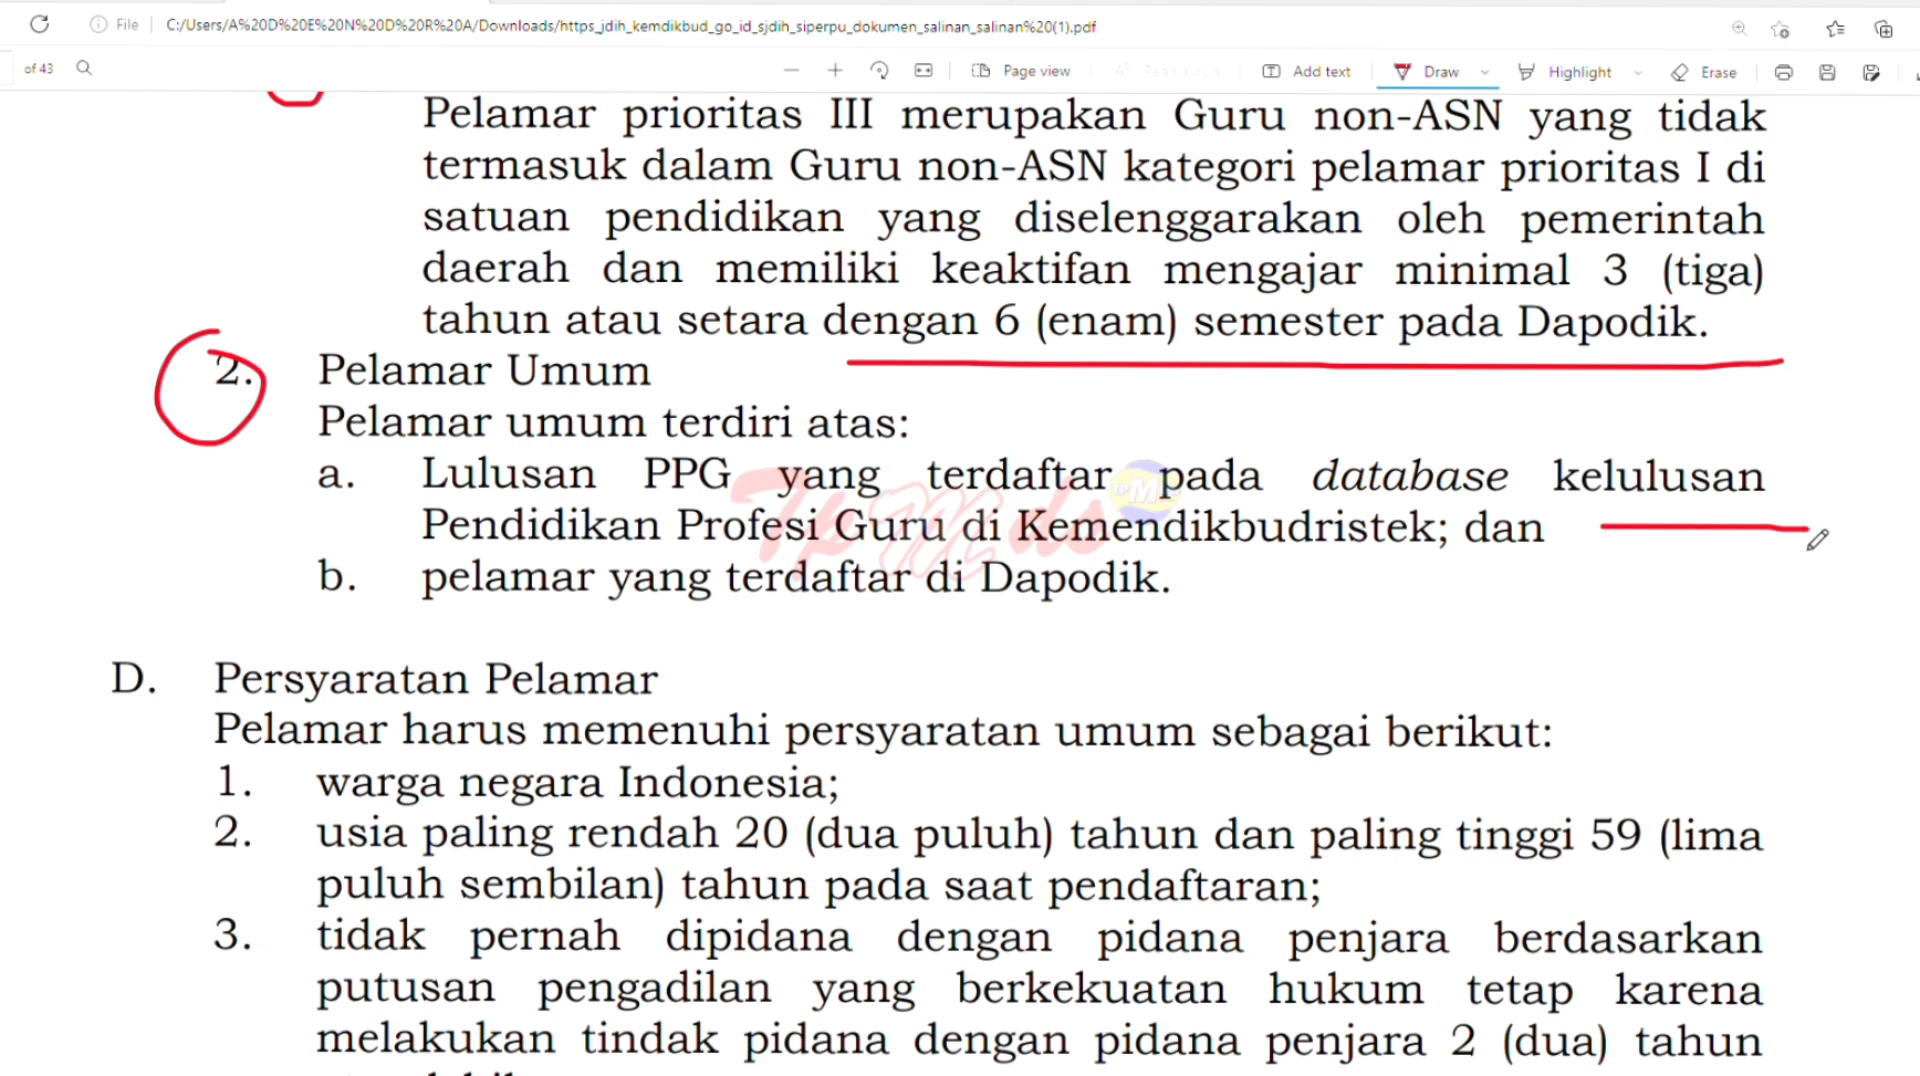 File C:/Users/A%20D%20E%20N%20D%20R%20A/Downloads/https_jdih_kemdikbud_go_id_sjdih_siperpu_dokumen_salinan_salinan%20(1).pdf
of 43 Page view Read aloud Add text Draw Highlight Erase
Pelamar prioritas III merupakan Guru non-ASN yang tidak
termasuk dalam Guru non-ASN kategori pelamar prioritas I di
satuan pendidikan yang diselenggarakan oleh pemerintah
daerah dan memiliki keaktifan mengajar minimal 3 (tiga)
tahun atau setara dengan 6 (enam) semester pada Dapodik.
2. Pelamar Umum
Pelamar umum terdiri atas:
a. Lulusan PPG yang terdaftar pada database kelulusan
Pendidikan Profesi Guru di Kemendikbudristek; dan
b. pelamar yang terdaftar di Dapodik.
D. Persyaratan Pelamar
Pelamar harus memenuhi persyaratan umum sebagai berikut:
1. warga negara Indonesia;
2. usia paling rendah 20 (dua puluh) tahun dan paling tinggi 59 (lima
puluh sembilan) tahun pada saat pendaftaran;
3. tidak pernah dipidana dengan pidana penjara berdasarkan
putusan pengadilan yang berkekuatan hukum tetap karena
melakukan tindak pidana dengan pidana penjara 2 (dua) tahun